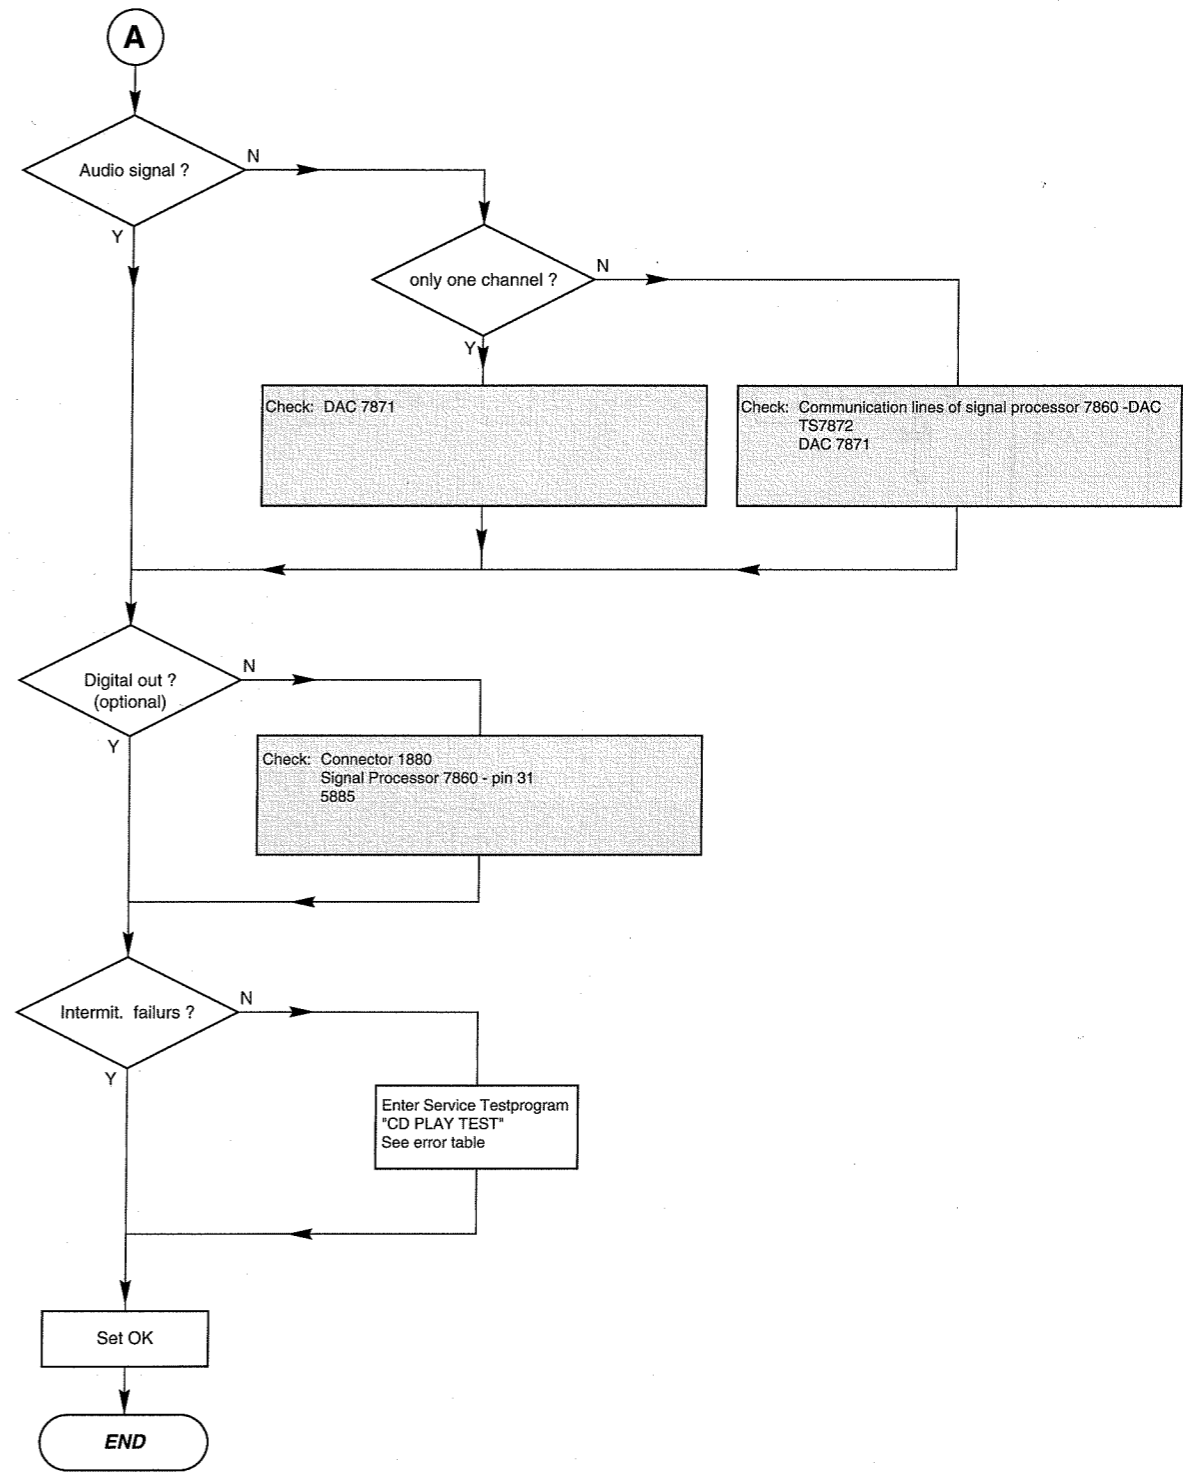 A
Audio signal ?
N
Y
only one channel ?
N
Y
Check: DAC 7871
Check: Communication lines of signal processor 7860 -DAC
TS7872
DAC 7871
Digital out ?
(optional)
N
Y
Check: Connector 1880
Signal Processor 7860 - pin 31
5885
Intermit. failurs ?
N
Y
Enter Service Testprogram
"CD PLAY TEST"
See error table
Set OK
END